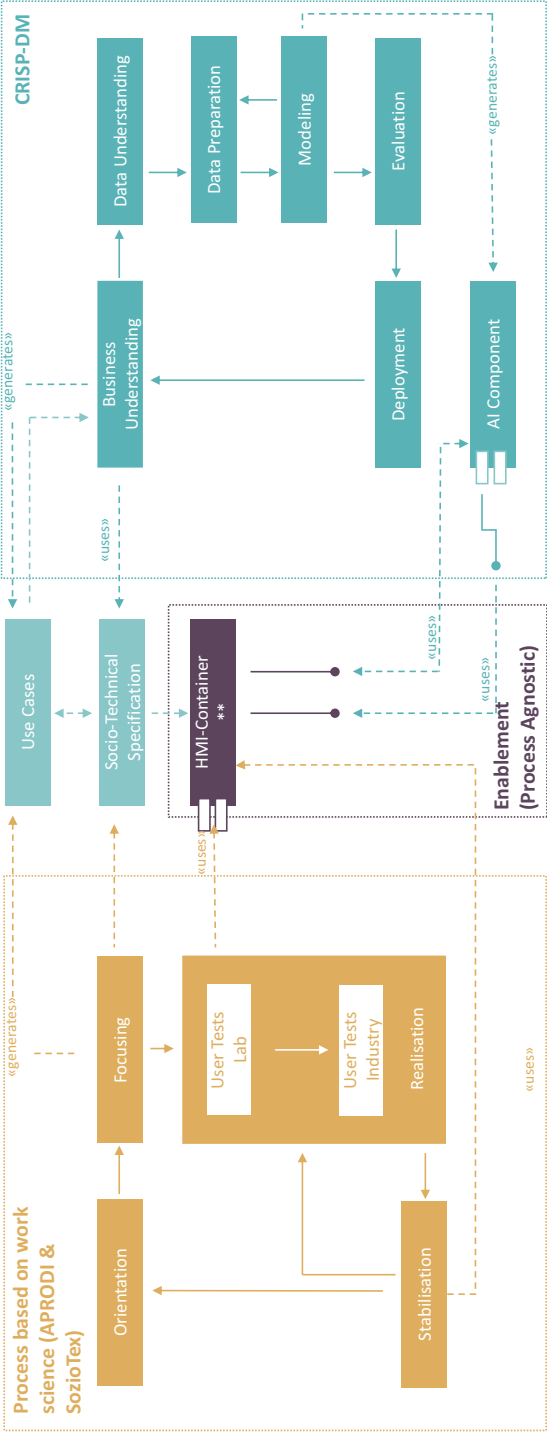 Process based on work
science (APRODI &
SozioTex)
«generates»
Orientation
Focusing
User Tests
Lab
User Tests
Industry
Realisation
Stabilisation
«uses»
«uses»
Use Cases
Socio-Technical
Specification
HMI-Container
**
Enablement
(Process Agnostic)
«uses»
«uses»
«uses»
CRISP-DM
«generates»
Business
Understanding
Data Understanding
Data Preparation
Modeling
Evaluation
Deployment
AI Component
«generates»